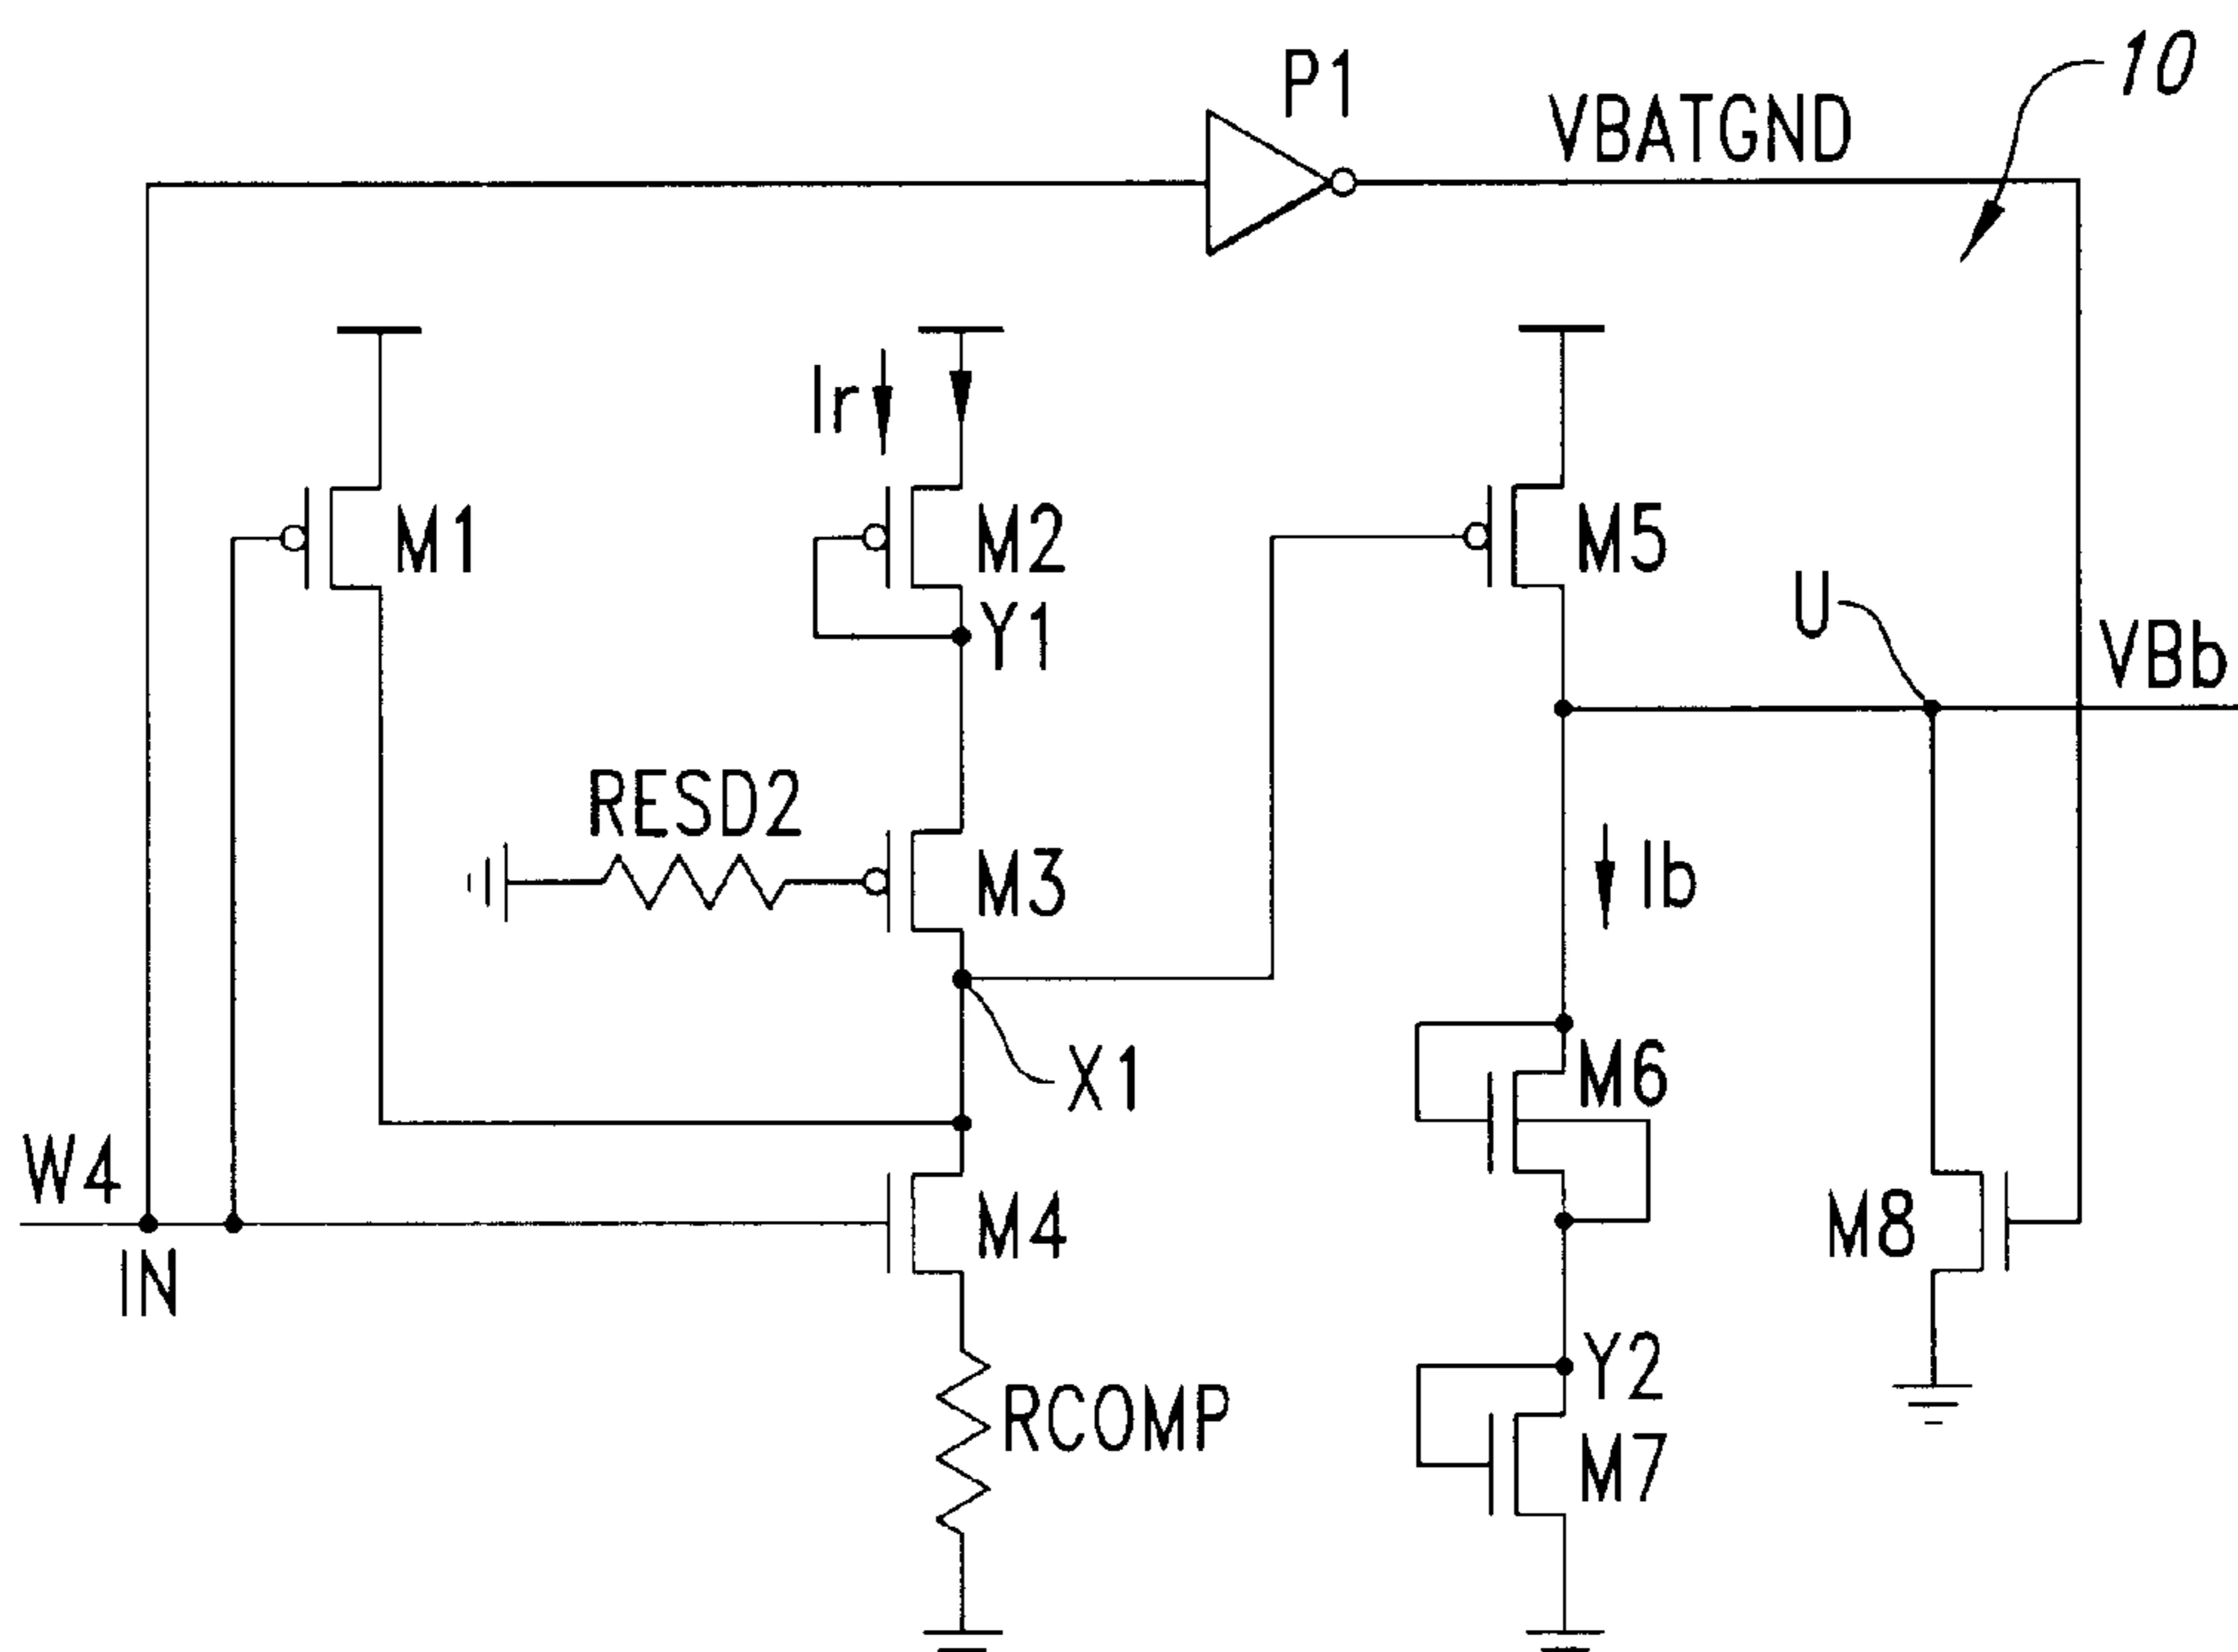 P1
VBATGND
10
Ir
M1
M2
M5
Y1
U
VBb
RESD2
M3
Ib
X1
M6
W4
IN
M4
M8
Y2
RCOMP
M7